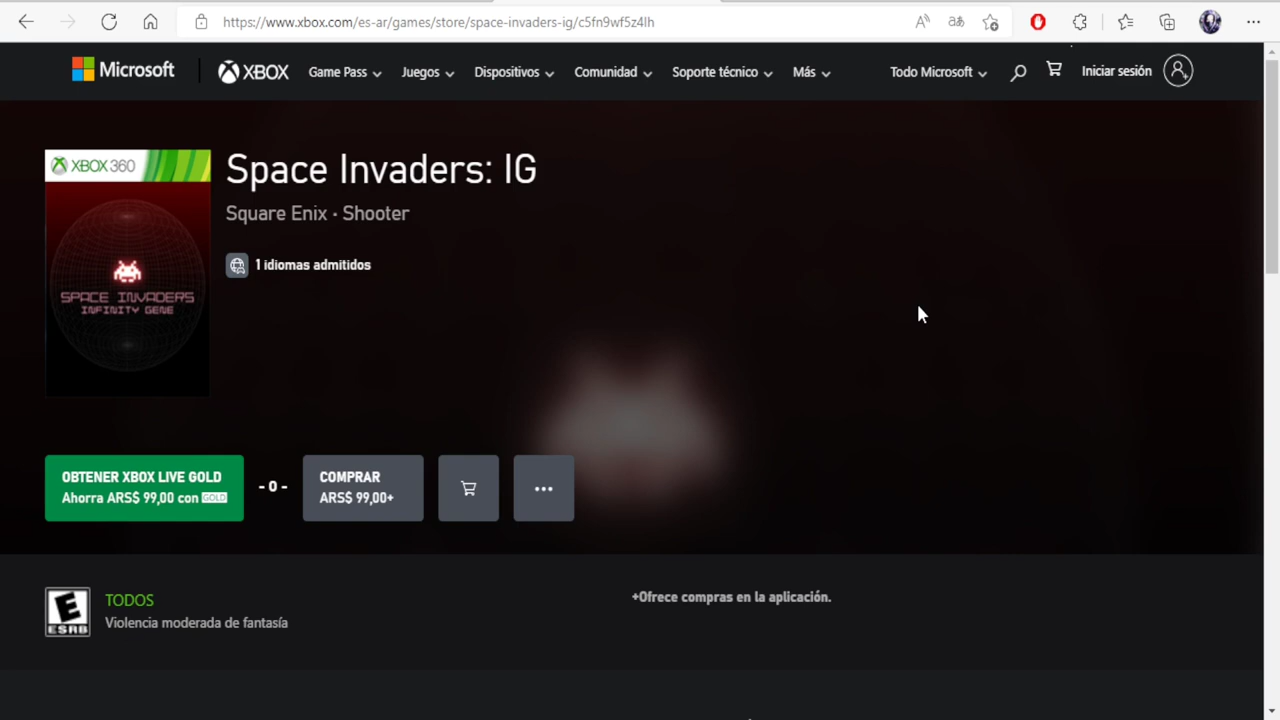 https://www.xbox.com/es-ar/games/store/space-invaders-ig/c5fn9wf5z4lh
Microsoft
XBOX
Game Pass
Juegos
Dispositivos
Comunidad
Soporte técnico
Más
Todo Microsoft
Iniciar sesión
XBOX 360
SPACE INVADERS
INFINITY GENE
Space Invaders: IG
Square Enix · Shooter
1 idiomas admitidos
OBTENER XBOX LIVE GOLD
Ahorra ARS$ 99,00 con GOLD
- O -
COMPRAR
ARS$ 99,00+
E
ESRB
TODOS
Violencia moderada de fantasía
+Ofrece compras en la aplicación.